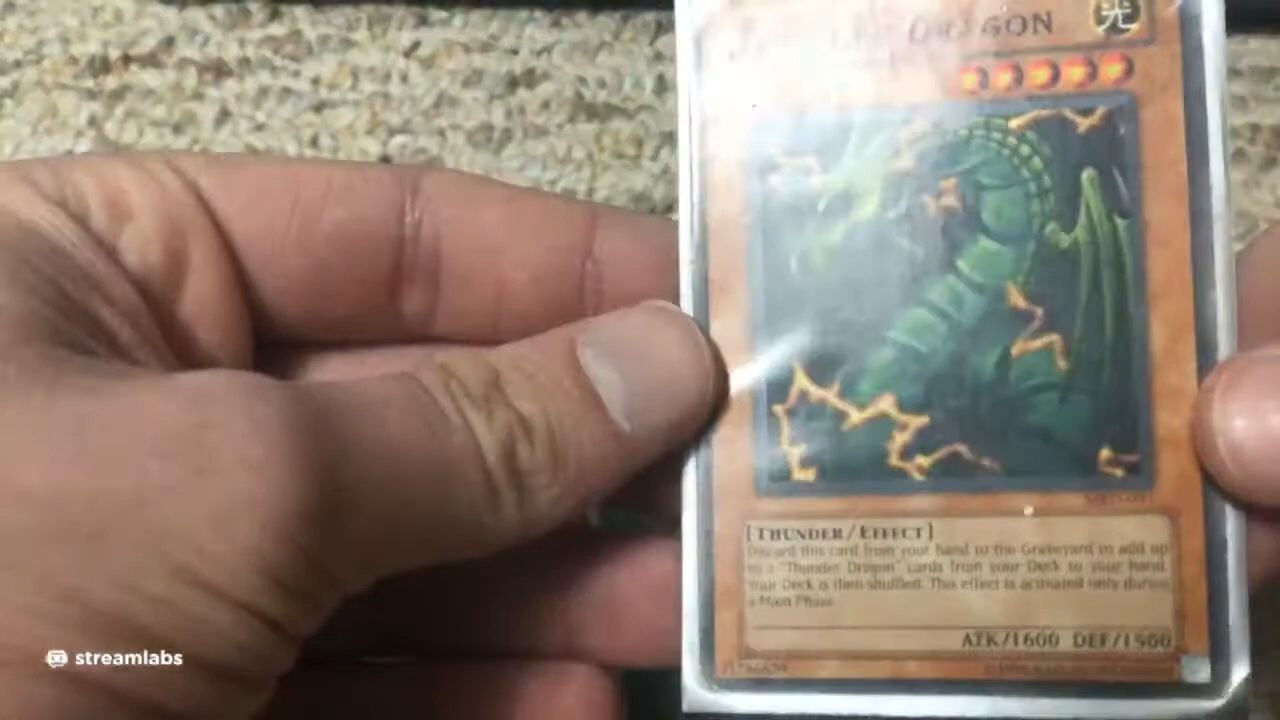 DRAGON
光
[THUNDER/EFFECT]
Discard this card from your hand to the Graveyard to add up
to 2 "Thunder Dragon" cards from your Deck to your hand.
Your Deck is then shuffled. This effect is activated only during
a Main Phase.
ATK/1600 DEF/1500
streamlabs